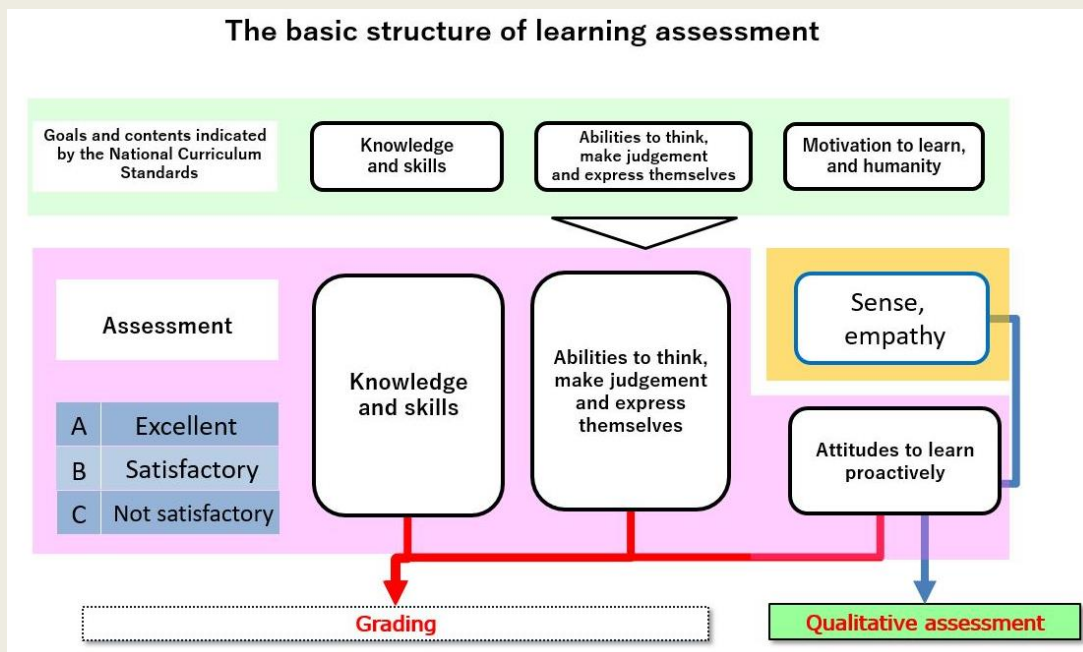 The basic structure of learning assessment
Goals and contents indicated
by the National Curriculum
Standards
Knowledge
and skills
Abilities to think,
make judgement
and express themselves
Motivation to learn,
and humanity
Assessment
Knowledge
and skills
Abilities to think,
make judgement
and express
themselves
Sense,
empathy
A Excellent
B Satisfactory
C Not satisfactory
Attitudes to learn
proactively
Grading
Qualitative assessment